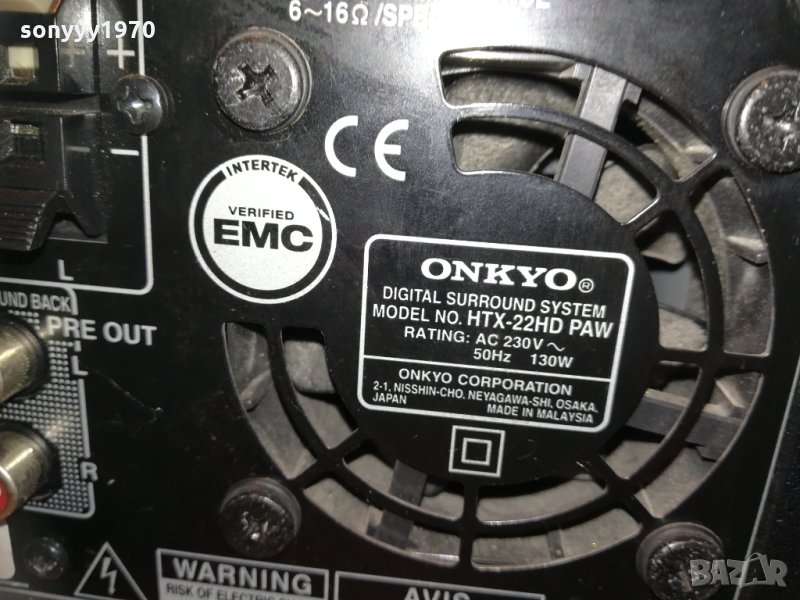 sonyyy1970
6~16Ω /SPE
+ +
- -
CE
INTERTEK
VERIFIED
EMC
L
ONKYO®
DIGITAL SURROUND SYSTEM
MODEL NO. HTX-22HD PAW
RATING: AC 230V ~
50Hz 130W
ONKYO CORPORATION
2-1, NISSHIN-CHO, NEYAGAWA-SHI, OSAKA,
JAPAN MADE IN MALAYSIA
BACK
PRE OUT
L
R
WARNING
RISK OF ELECTRIC
AVIS
BAZAR